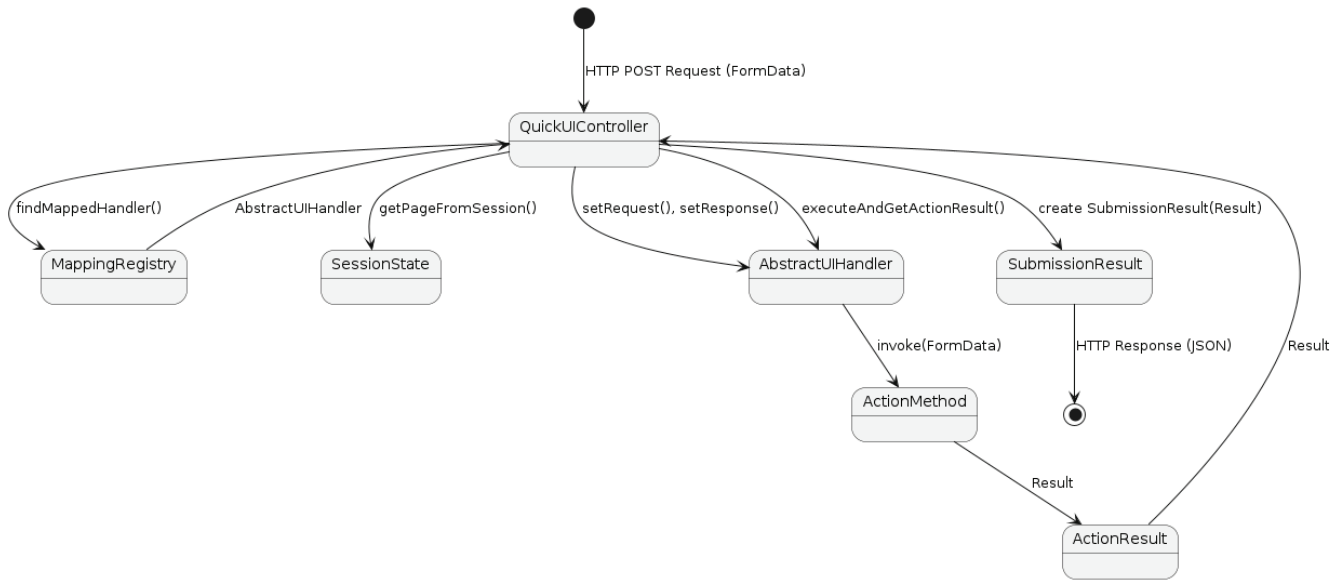 HTTP POST Request (FormData)
QuickUIController
findMappedHandler()
AbstractUIHandler
getPageFromSession()
setRequest(), setResponse()
executeAndGetActionResult()
create SubmissionResult(Result)
MappingRegistry
SessionState
AbstractUIHandler
SubmissionResult
invoke(FormData)
HTTP Response (JSON)
Result
ActionMethod
Result
ActionResult